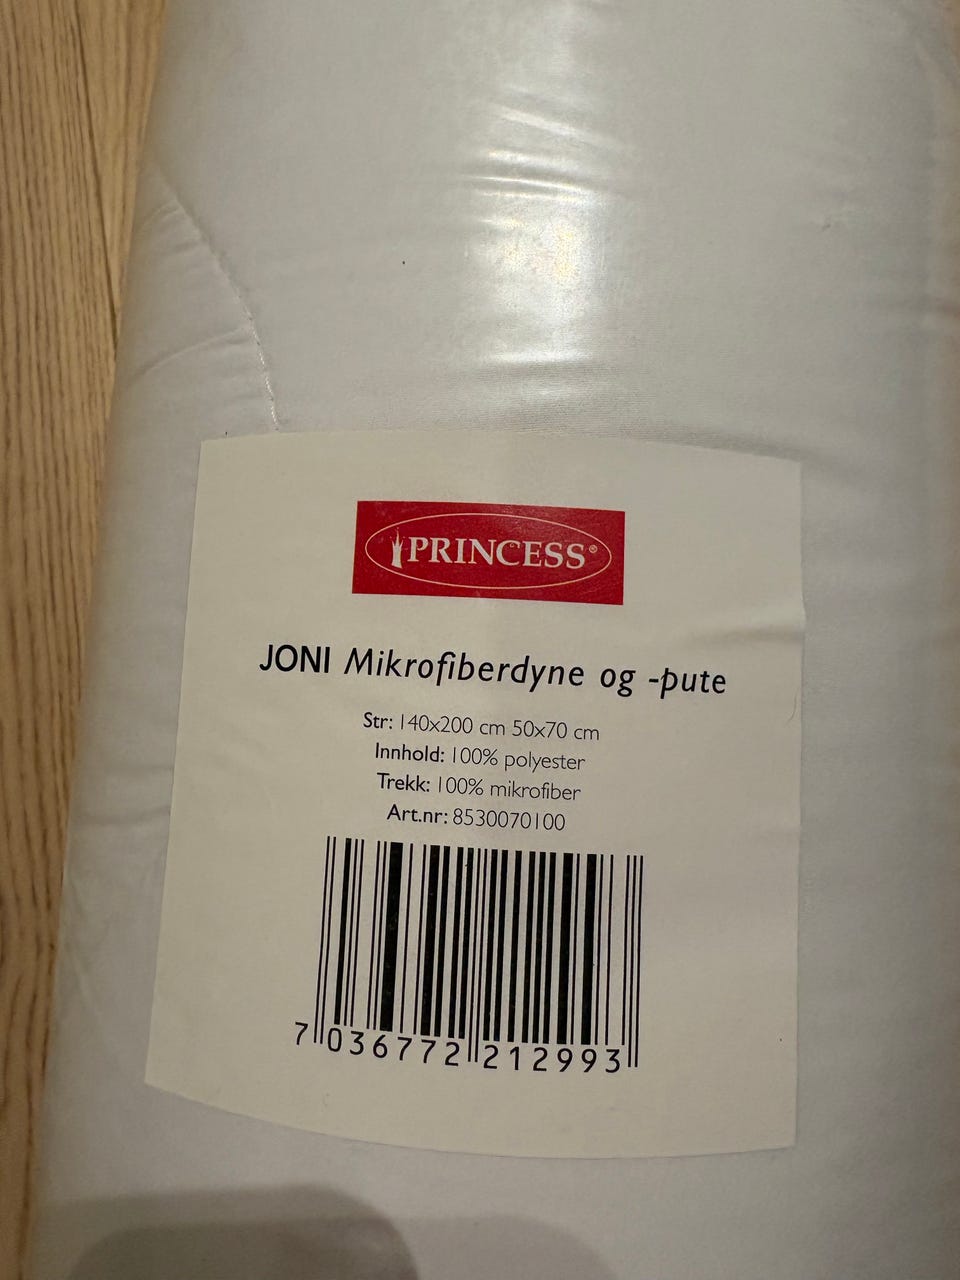 PRINCESS®
JONI Mikrofiberdyne og -pute
Str: 140x200 cm 50x70 cm
Innhold: 100% polyester
Trekk: 100% mikrofiber
Art.nr: 8530070100
7 036772 212993